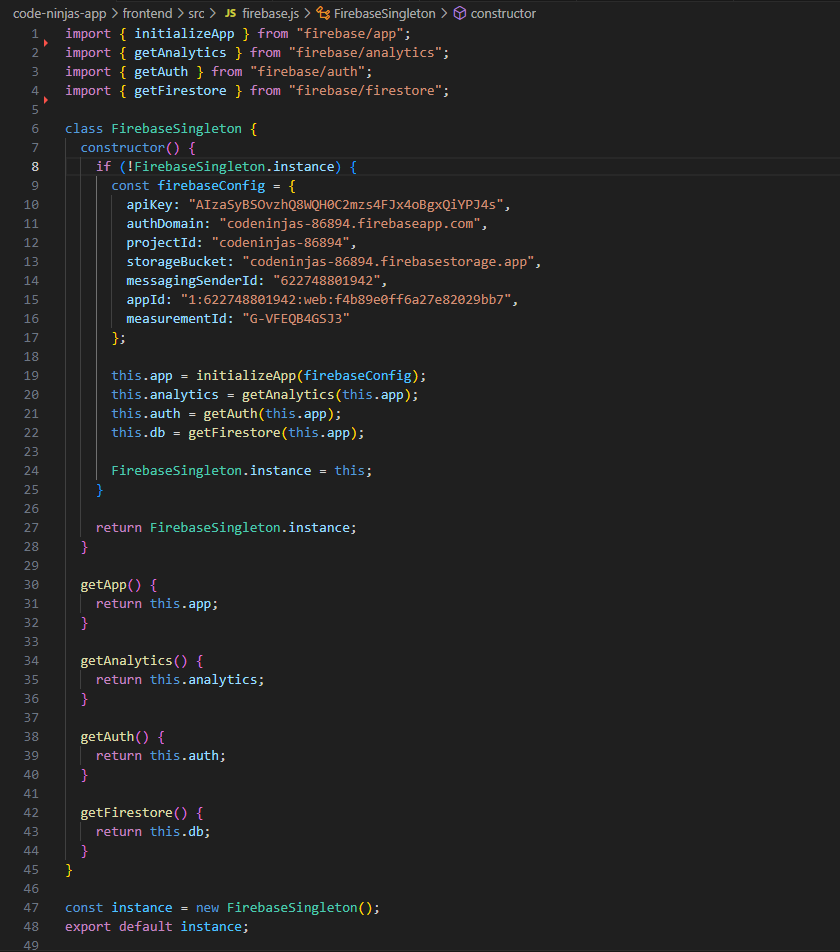 code-ninjas-app > frontend > src > JS firebase.js > FirebaseSingleton > constructor
1 import { initializeApp } from "firebase/app";
2 import { getAnalytics } from "firebase/analytics";
3 import { getAuth } from "firebase/auth";
4 import { getFirestore } from "firebase/firestore";
5
6 class FirebaseSingleton {
7   constructor() {
8     if (!FirebaseSingleton.instance) {
9       const firebaseConfig = {
10         apiKey: "AIzaSyBSOvzhQ8WQH0C2mzs4FJx4oBgxQiYPJ4s",
11         authDomain: "codeninjas-86894.firebaseapp.com",
12         projectId: "codeninjas-86894",
13         storageBucket: "codeninjas-86894.firebasestorage.app",
14         messagingSenderId: "622748801942",
15         appId: "1:622748801942:web:f4b89e0ff6a27e82029bb7",
16         measurementId: "G-VFEQB4GSJ3"
17       };
18
19       this.app = initializeApp(firebaseConfig);
20       this.analytics = getAnalytics(this.app);
21       this.auth = getAuth(this.app);
22       this.db = getFirestore(this.app);
23
24       FirebaseSingleton.instance = this;
25     }
26
27     return FirebaseSingleton.instance;
28   }
29
30   getApp() {
31     return this.app;
32   }
33
34   getAnalytics() {
35     return this.analytics;
36   }
37
38   getAuth() {
39     return this.auth;
40   }
41
42   getFirestore() {
43     return this.db;
44   }
45 }
46
47 const instance = new FirebaseSingleton();
48 export default instance;
49